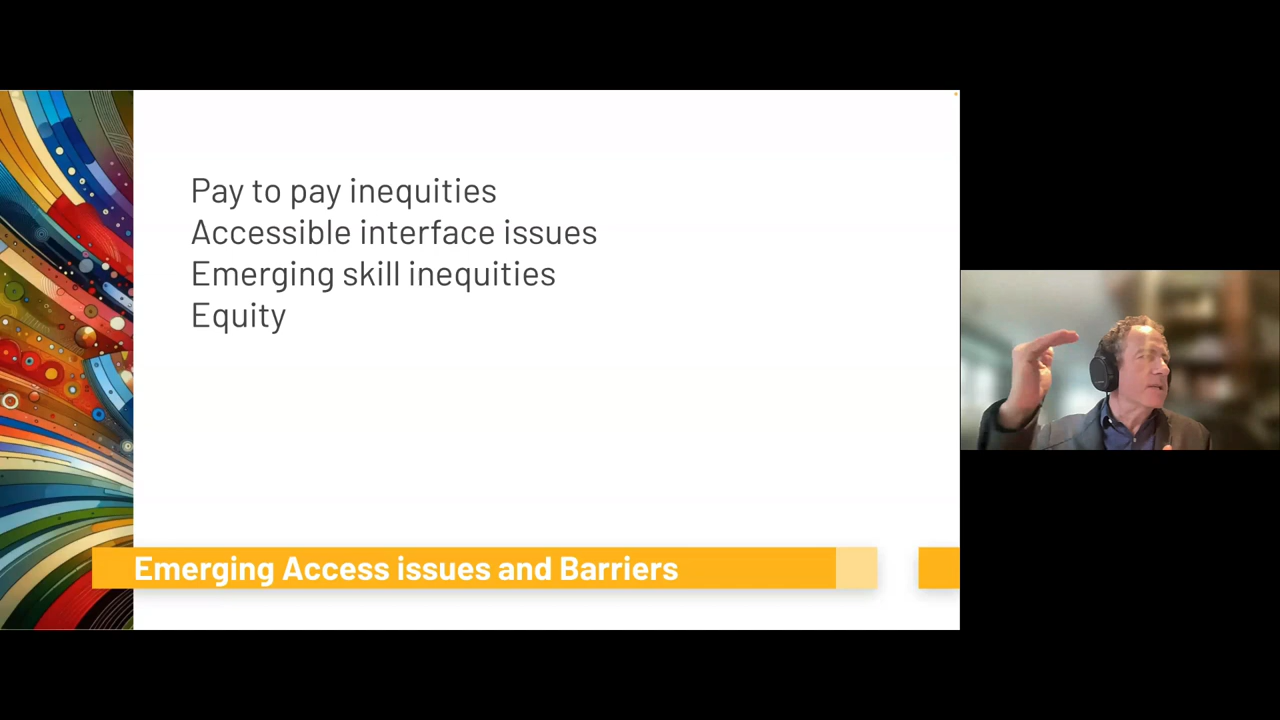 Pay to pay inequities
Accessible interface issues
Emerging skill inequities
Equity
Emerging Access issues and Barriers